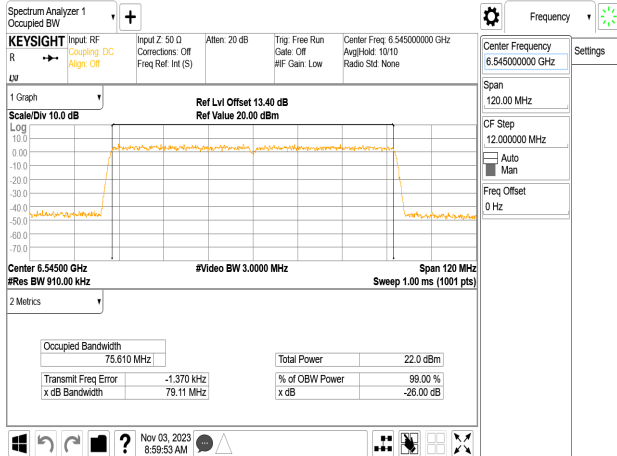 Spectrum Analyzer 1
Occupied BW
Frequency
KEYSIGHT
R
Input: RF
Coupling: DC
Align: Off
Input Z: 50 Ω
Corrections: Off
Freq Ref: Int (S)
Atten: 20 dB
Trig: Free Run
Gate: Off
#IF Gain: Low
Center Freq: 6.545000000 GHz
Avg|Hold: 10/10
Radio Std: None
Center Frequency
6.545000000 GHz
Settings
Span
120.00 MHz
CF Step
12.000000 MHz
Auto
Man
Freq Offset
0 Hz
1 Graph
Scale/Div 10.0 dB
Ref Lvl Offset 13.40 dB
Ref Value 20.00 dBm
Log
10.0
0.00
-10.0
-20.0
-30.0
-40.0
-50.0
-60.0
-70.0
Center 6.54500 GHz
#Video BW 3.0000 MHz
Span 120 MHz
#Res BW 910.00 kHz
Sweep 1.00 ms (1001 pts)
2 Metrics
Occupied Bandwidth
75.610 MHz
Total Power 22.0 dBm
Transmit Freq Error -1.370 kHz
% of OBW Power 99.00 %
x dB Bandwidth 79.11 MHz
x dB -26.00 dB
?
Nov 03, 2023
8:59:53 AM